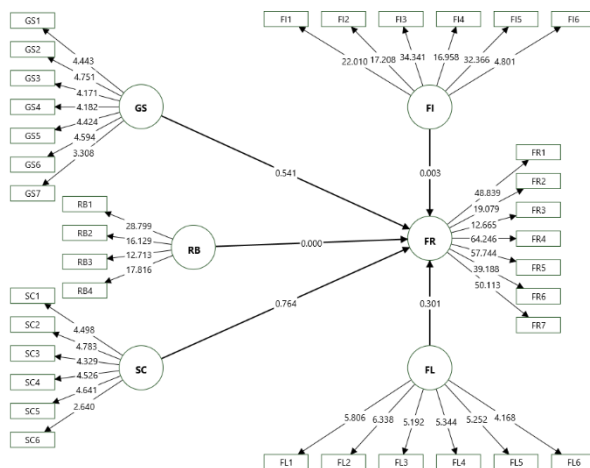 GS1
GS2
GS3
GS4
GS5
GS6
GS7
4.443
4.751
4.171
4.182
4.424
4.594
3.308
GS
FI1
FI2
FI3
FI4
FI5
FI6
22.010
17.208
34.341
16.958
32.366
4.801
FI
0.541
0.003
RB1
RB2
RB3
RB4
28.799
16.129
12.713
17.816
RB
0.000
FR
48.839
19.079
12.665
64.246
57.744
39.188
50.113
FR1
FR2
FR3
FR4
FR5
FR6
FR7
SC1
SC2
SC3
SC4
SC5
SC6
4.498
4.783
4.329
4.526
4.641
2.640
SC
0.764
0.301
FL
5.806
6.338
5.192
5.344
5.252
4.168
FL1
FL2
FL3
FL4
FL5
FL6